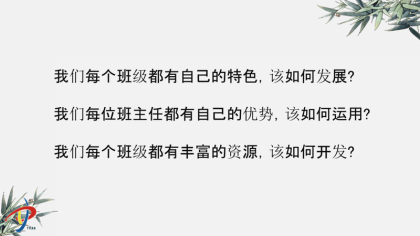 我们每个班级都有自己的特色，该如何发展?
我们每位班主任都有自己的优势，该如何运用?
我们每个班级都有丰富的资源，该如何开发?